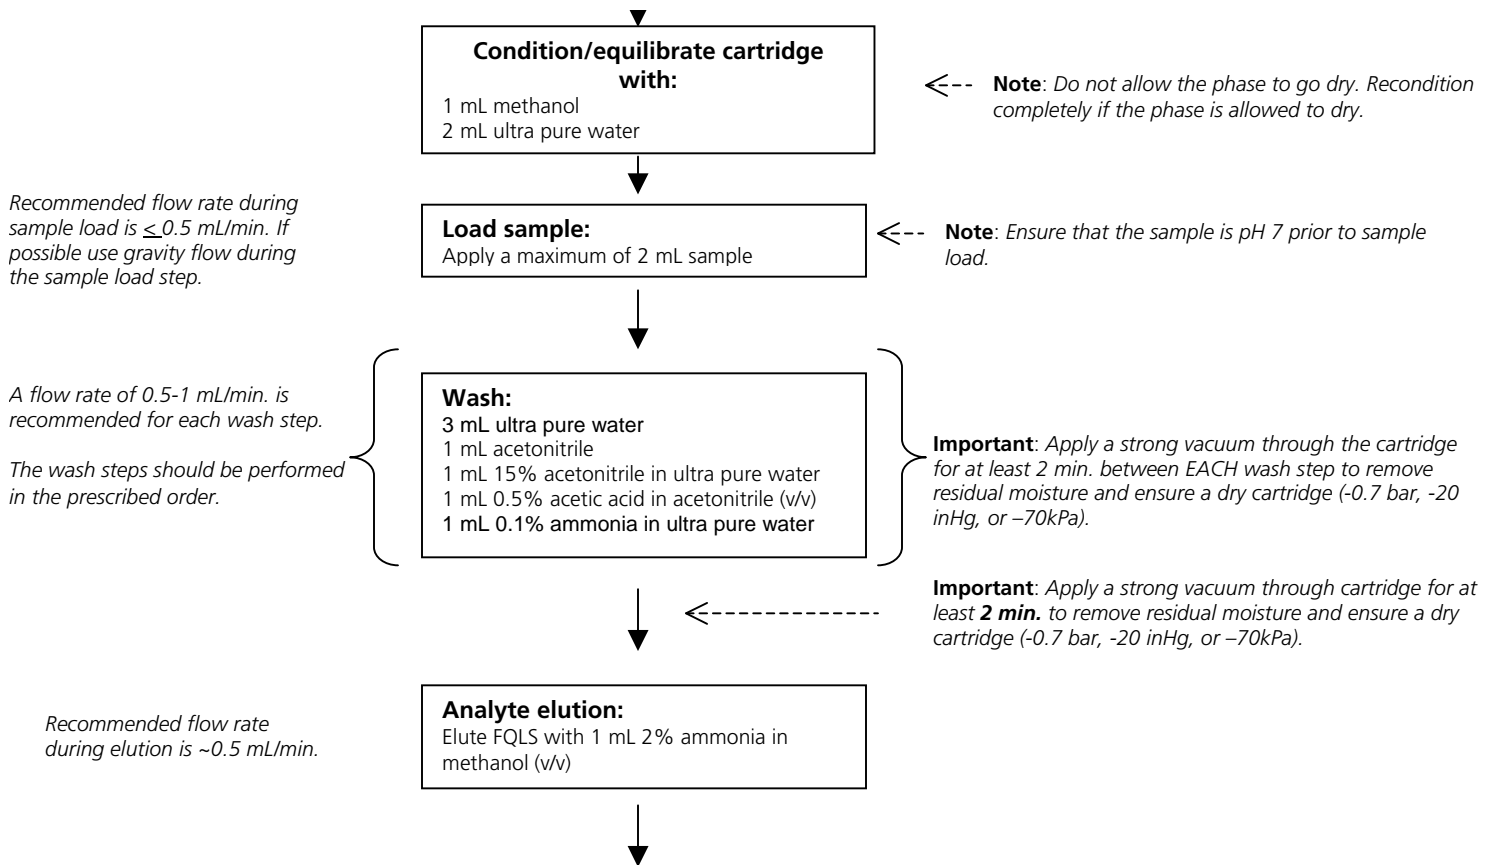 Condition/equilibrate cartridge
with:
1 mL methanol
2 mL ultra pure water
Note: Do not allow the phase to go dry. Recondition
completely if the phase is allowed to dry.
Recommended flow rate during
sample load is < 0.5 mL/min. If
possible use gravity flow during
the sample load step.
Load sample:
Apply a maximum of 2 mL sample
Note: Ensure that the sample is pH 7 prior to sample
load.
A flow rate of 0.5-1 mL/min. is
recommended for each wash step.
The wash steps should be performed
in the prescribed order.
Wash:
3 mL ultra pure water
1 mL acetonitrile
1 mL 15% acetonitrile in ultra pure water
1 mL 0.5% acetic acid in acetonitrile (v/v)
1 mL 0.1% ammonia in ultra pure water
Important: Apply a strong vacuum through the cartridge
for at least 2 min. between EACH wash step to remove
residual moisture and ensure a dry cartridge (-0.7 bar, -20
inHg, or –70kPa).
Important: Apply a strong vacuum through cartridge for at
least 2 min. to remove residual moisture and ensure a dry
cartridge (-0.7 bar, -20 inHg, or –70kPa).
Recommended flow rate
during elution is ~0.5 mL/min.
Analyte elution:
Elute FQLS with 1 mL 2% ammonia in
methanol (v/v)